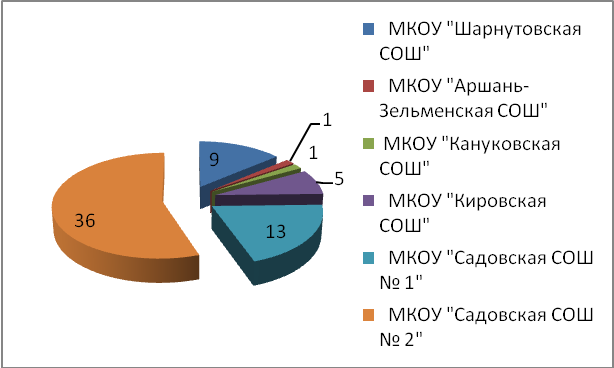 МКОУ "Шарнутовская
СОШ"
МКОУ "Аршань-
Зельменская СОШ"
МКОУ "Кануковская
СОШ"
МКОУ "Кировская
СОШ"
МКОУ "Садовская СОШ
№ 1"
МКОУ "Садовская СОШ
№ 2"
9
1
1
5
13
36